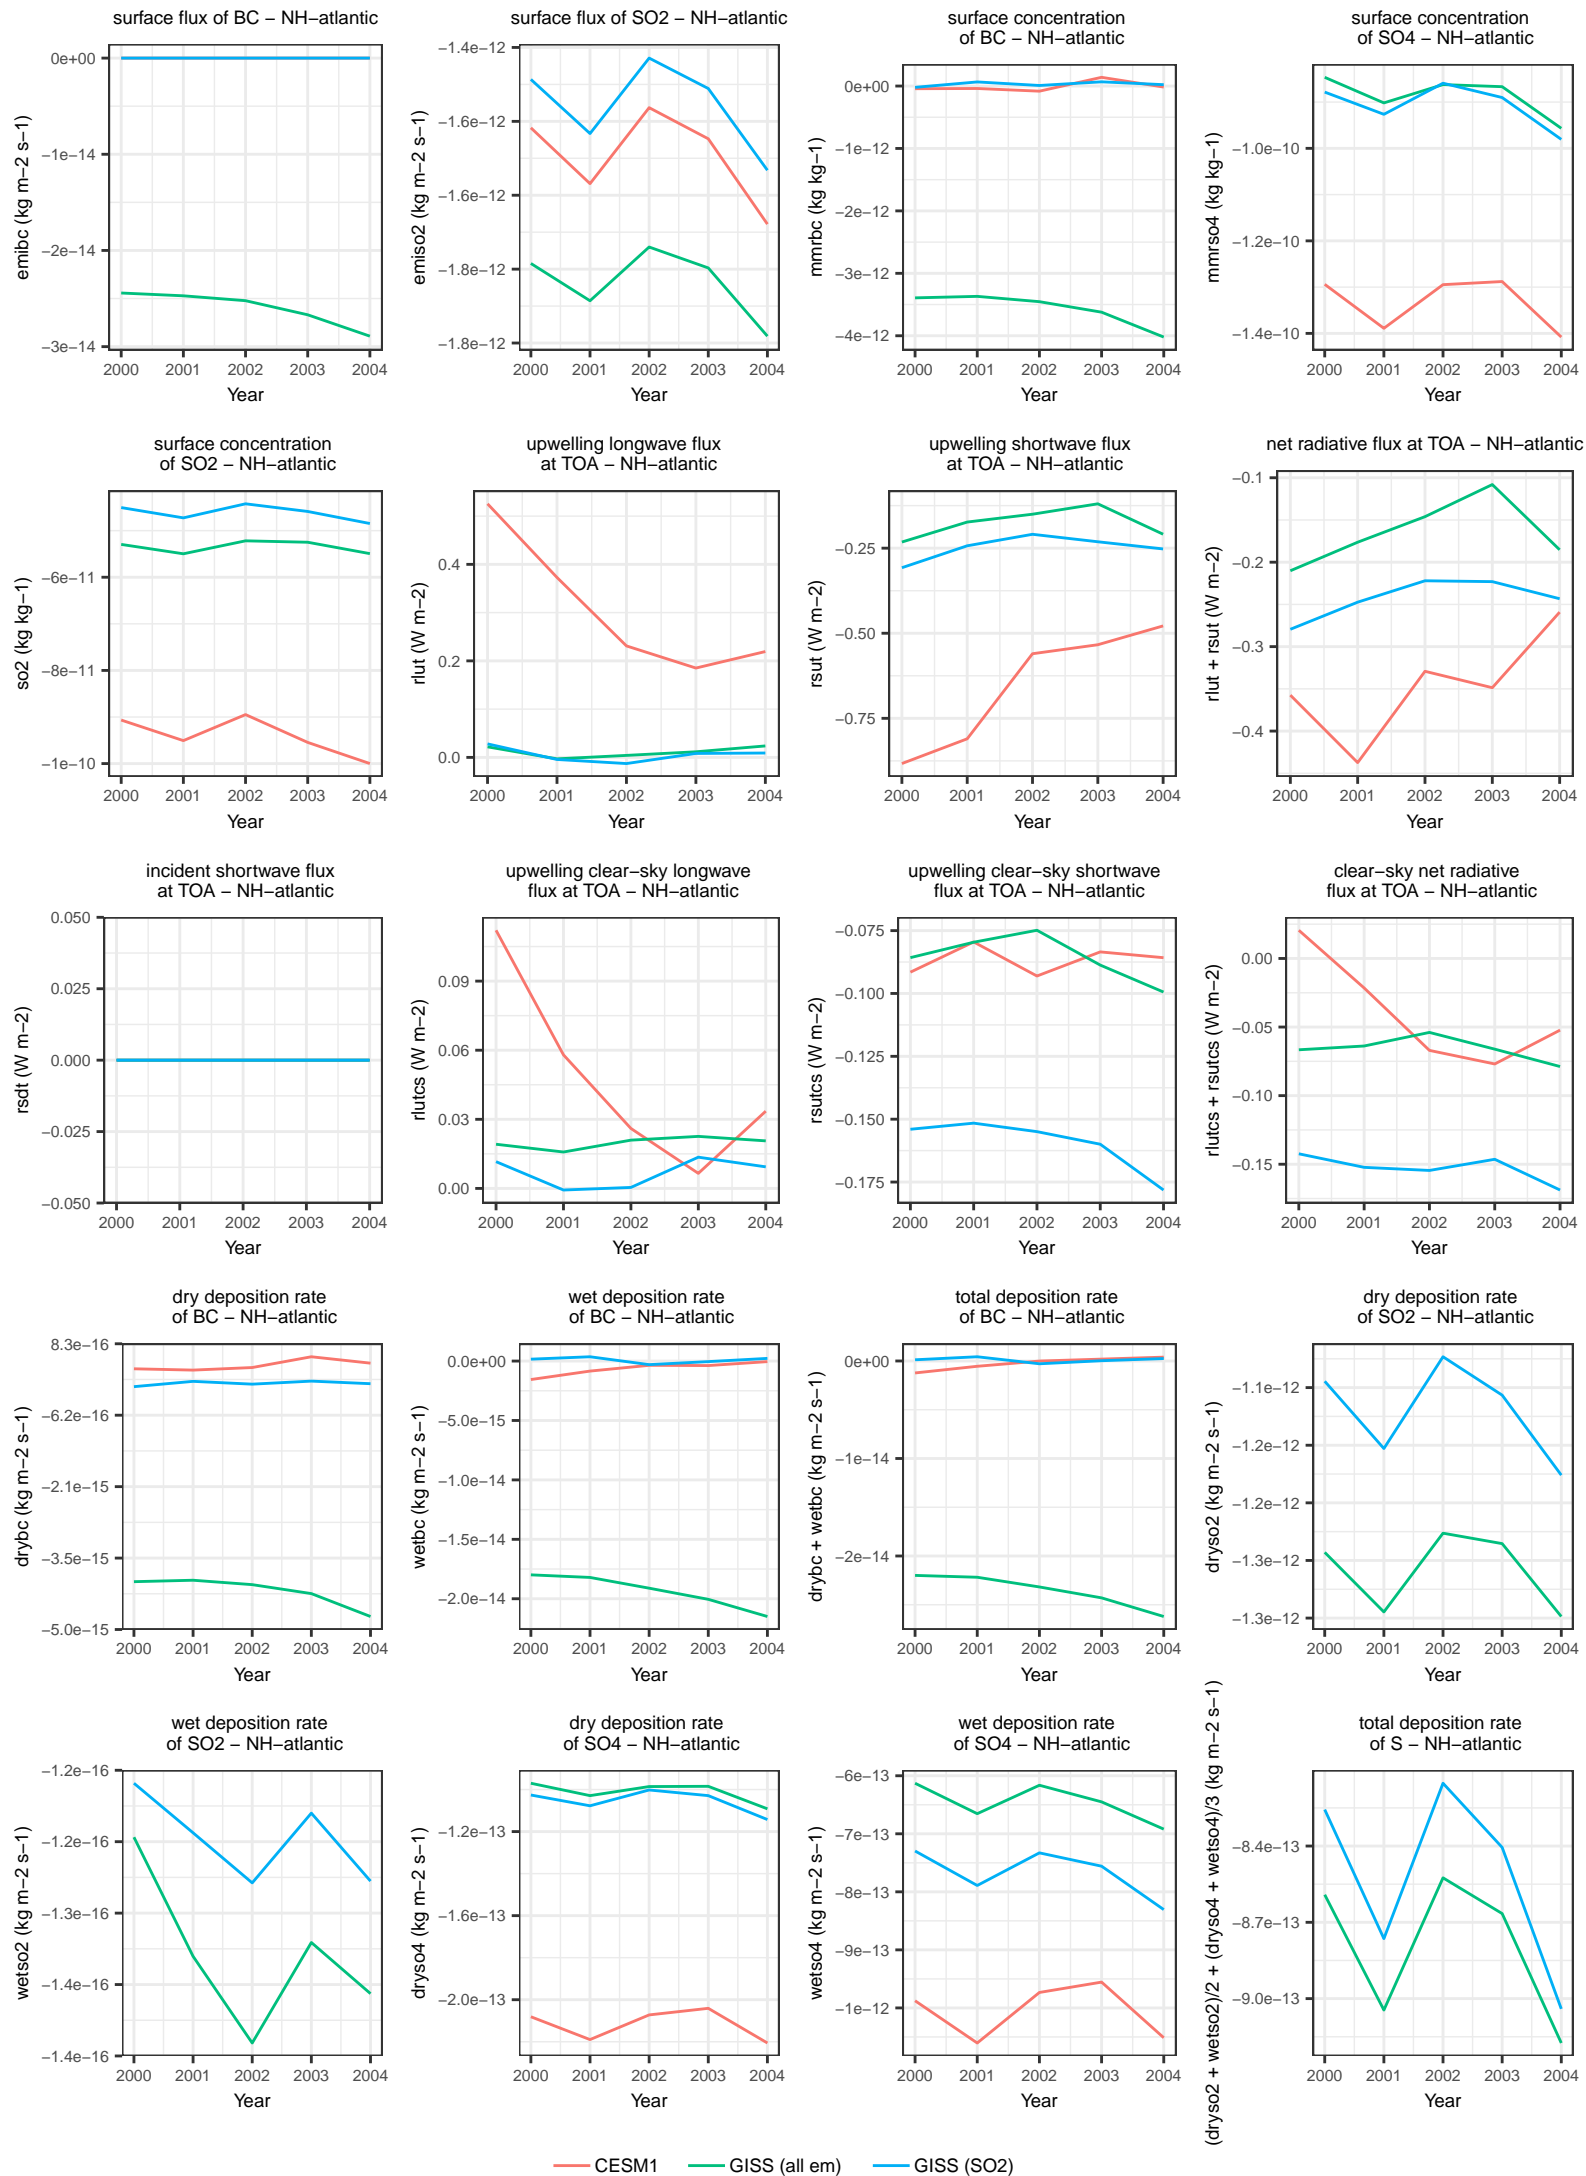 surface flux of BC − NH−atlantic
0e+00
−1e−14
−2e−14
−3e−14
emibc (kg m−2 s−1)
2000 2001 2002 2003 2004
Year
surface flux of SO2 − NH−atlantic
−1.4e−12
−1.6e−12
−1.6e−12
−1.8e−12
−1.8e−12
emiso2 (kg m−2 s−1)
2000 2001 2002 2003 2004
Year
surface concentration
of BC − NH−atlantic
0e+00
−1e−12
−2e−12
−3e−12
−4e−12
mmrbc (kg kg−1)
2000 2001 2002 2003 2004
Year
surface concentration
of SO4 − NH−atlantic
−1.0e−10
−1.2e−10
−1.4e−10
mmrso4 (kg kg−1)
2000 2001 2002 2003 2004
Year
surface concentration
of SO2 − NH−atlantic
−6e−11
−8e−11
−1e−10
so2 (kg kg−1)
2000 2001 2002 2003 2004
Year
upwelling longwave flux
at TOA − NH−atlantic
0.4
0.2
0.0
rlut (W m−2)
2000 2001 2002 2003 2004
Year
upwelling shortwave flux
at TOA − NH−atlantic
−0.25
−0.50
−0.75
rsut (W m−2)
2000 2001 2002 2003 2004
Year
net radiative flux at TOA − NH−atlantic
−0.1
−0.2
−0.3
−0.4
rlut + rsut (W m−2)
2000 2001 2002 2003 2004
Year
incident shortwave flux
at TOA − NH−atlantic
0.050
0.025
0.000
−0.025
−0.050
rsdt (W m−2)
2000 2001 2002 2003 2004
Year
upwelling clear−sky longwave
flux at TOA − NH−atlantic
0.09
0.06
0.03
0.00
rlutcs (W m−2)
2000 2001 2002 2003 2004
Year
upwelling clear−sky shortwave
flux at TOA − NH−atlantic
−0.075
−0.100
−0.125
−0.150
−0.175
rsutcs (W m−2)
2000 2001 2002 2003 2004
Year
clear−sky net radiative
flux at TOA − NH−atlantic
0.00
−0.05
−0.10
−0.15
rlutcs + rsutcs (W m−2)
2000 2001 2002 2003 2004
Year
dry deposition rate
of BC − NH−atlantic
8.3e−16
−6.2e−16
−2.1e−15
−3.5e−15
−5.0e−15
drybc (kg m−2 s−1)
2000 2001 2002 2003 2004
Year
wet deposition rate
of BC − NH−atlantic
0.0e+00
−5.0e−15
−1.0e−14
−1.5e−14
−2.0e−14
wetbc (kg m−2 s−1)
2000 2001 2002 2003 2004
Year
total deposition rate
of BC − NH−atlantic
0e+00
−1e−14
−2e−14
drybc + wetbc (kg m−2 s−1)
2000 2001 2002 2003 2004
Year
dry deposition rate
of SO2 − NH−atlantic
−1.1e−12
−1.2e−12
−1.2e−12
−1.3e−12
−1.3e−12
dryso2 (kg m−2 s−1)
2000 2001 2002 2003 2004
Year
wet deposition rate
of SO2 − NH−atlantic
−1.2e−16
−1.2e−16
−1.3e−16
−1.4e−16
−1.4e−16
wetso2 (kg m−2 s−1)
2000 2001 2002 2003 2004
Year
dry deposition rate
of SO4 − NH−atlantic
−1.2e−13
−1.6e−13
−2.0e−13
dryso4 (kg m−2 s−1)
2000 2001 2002 2003 2004
Year
wet deposition rate
of SO4 − NH−atlantic
−6e−13
−7e−13
−8e−13
−9e−13
−1e−12
wetso4 (kg m−2 s−1)
2000 2001 2002 2003 2004
Year
total deposition rate
of S − NH−atlantic
−8.4e−13
−8.7e−13
−9.0e−13
(dryso2 + wetso2)/2 + (dryso4 + wetso4)/3 (kg m−2 s−1)
2000 2001 2002 2003 2004
Year
CESM1 GISS (all em) GISS (SO2)